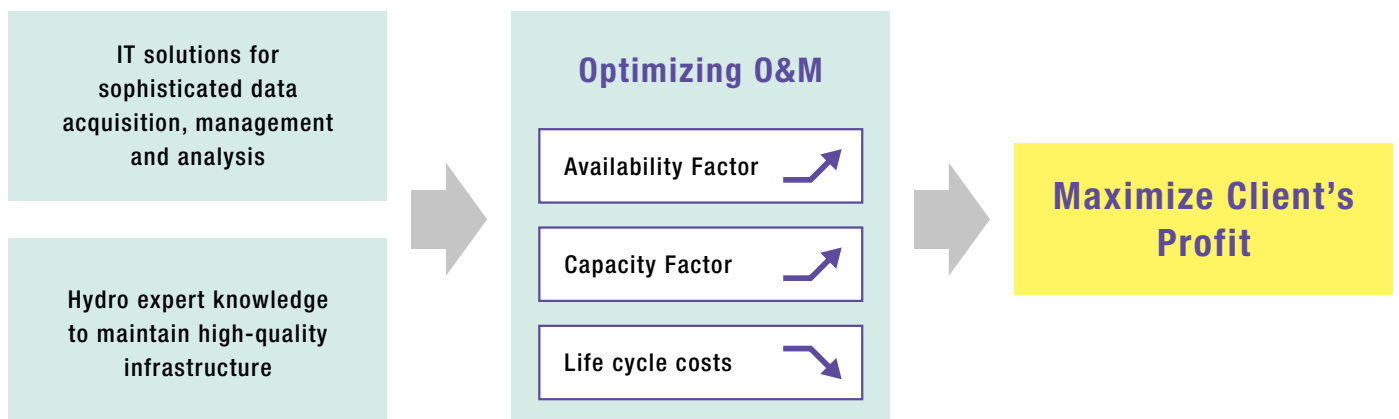 IT solutions for
sophisticated data
acquisition, management
and analysis
Hydro expert knowledge
to maintain high-quality
infrastructure
Optimizing O&M
Availability Factor
Capacity Factor
Life cycle costs
Maximize Client’s
Profit